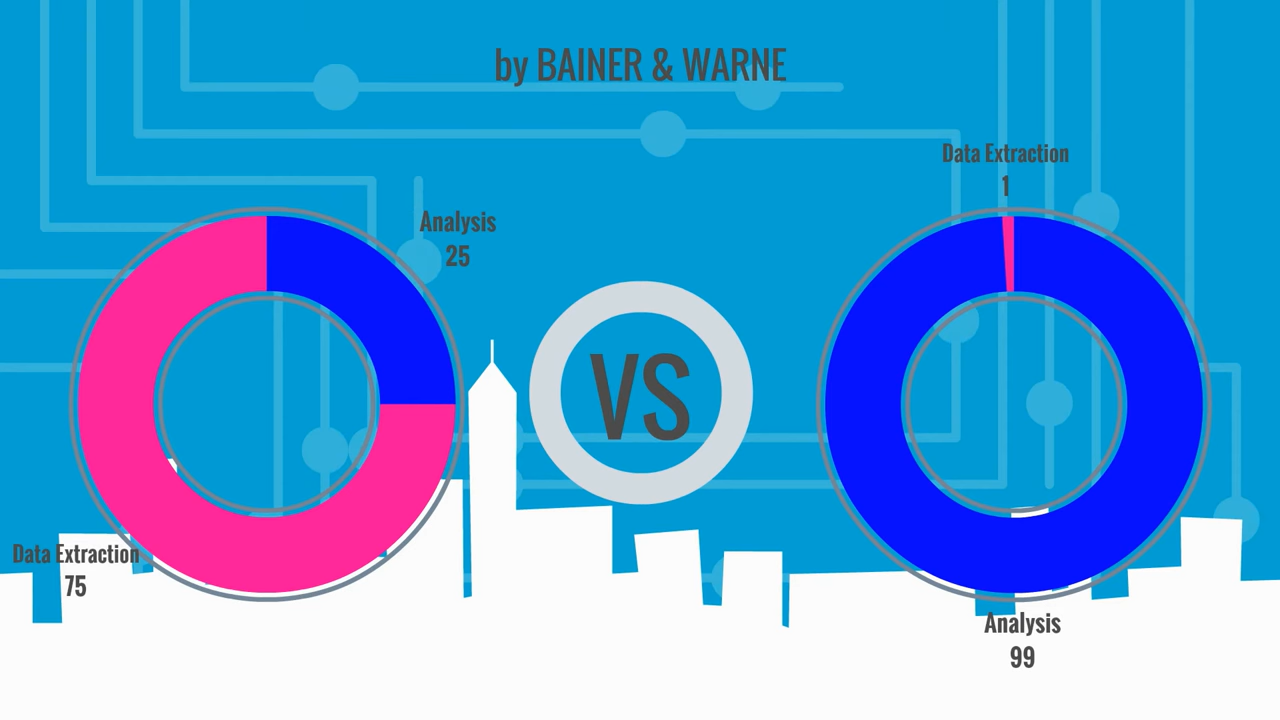 by BAINER & WARNE
Analysis
25
Data Extraction
75
VS
Data Extraction
1
Analysis
99